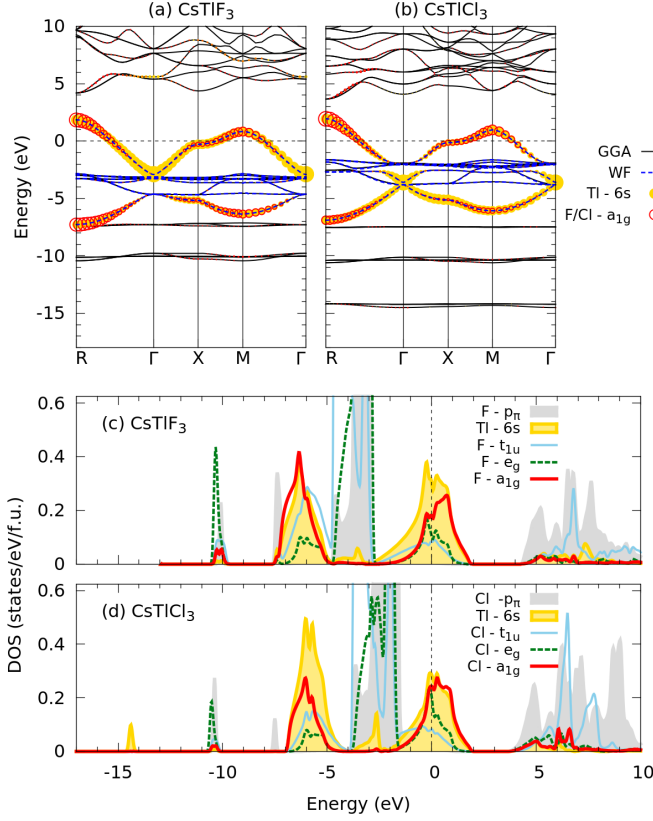 (a) CsTlF3
(b) CsTlCl3
Energy (eV)
10
5
0
-5
-10
-15
R Γ X M Γ
R Γ X M Γ
GGA
WF
Tl - 6s
F/Cl - a1g
DOS (states/eV/f.u.)
(c) CsTlF3
0.6
0.4
0.2
0
F - pπ
Tl - 6s
F - t1u
F - eg
F - a1g
(d) CsTlCl3
0.6
0.4
0.2
0
Cl -pπ
Tl - 6s
Cl - t1u
Cl - eg
Cl - a1g
-15 -10 -5 0 5 10
Energy (eV)